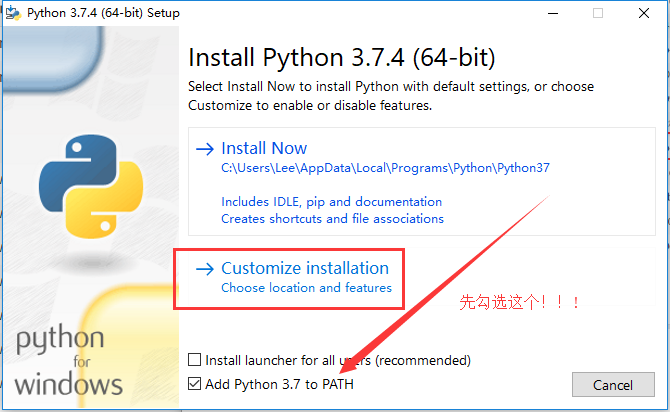 Python 3.7.4 (64-bit) Setup
Install Python 3.7.4 (64-bit)
Select Install Now to install Python with default settings, or choose
Customize to enable or disable features.
Install Now
C:\Users\Lee\AppData\Local\Programs\Python\Python37
Includes IDLE, pip and documentation
Creates shortcuts and file associations
Customize installation
Choose location and features
先勾选这个！！！
Install launcher for all users (recommended)
Add Python 3.7 to PATH
Cancel
python
for
windows